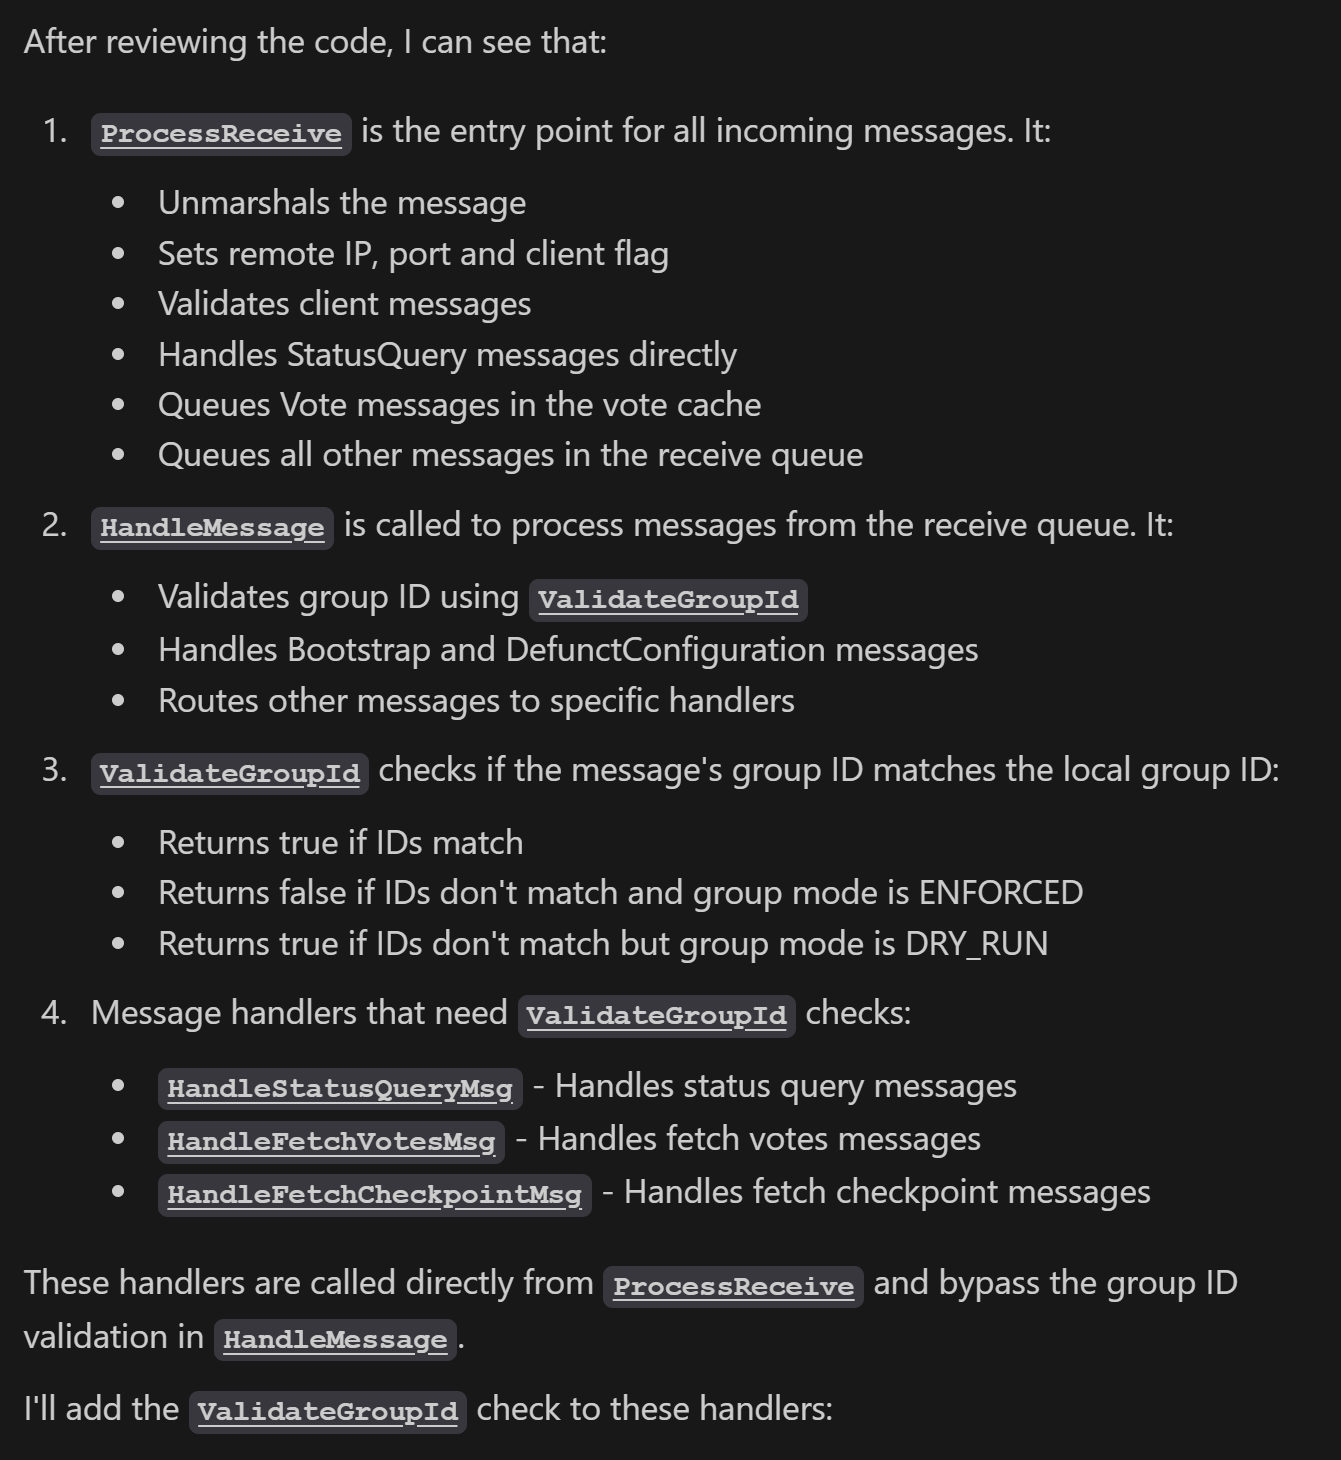 After reviewing the code, I can see that:
1. ProcessReceive is the entry point for all incoming messages. It:
• Unmarshals the message
• Sets remote IP, port and client flag
• Validates client messages
• Handles StatusQuery messages directly
• Queues Vote messages in the vote cache
• Queues all other messages in the receive queue
2. HandleMessage is called to process messages from the receive queue. It:
• Validates group ID using ValidateGroupId
• Handles Bootstrap and DefunctConfiguration messages
• Routes other messages to specific handlers
3. ValidateGroupId checks if the message's group ID matches the local group ID:
• Returns true if IDs match
• Returns false if IDs don't match and group mode is ENFORCED
• Returns true if IDs don't match but group mode is DRY_RUN
4. Message handlers that need ValidateGroupId checks:
• HandleStatusQueryMsg - Handles status query messages
• HandleFetchVotesMsg - Handles fetch votes messages
• HandleFetchCheckpointMsg - Handles fetch checkpoint messages
These handlers are called directly from ProcessReceive and bypass the group ID
validation in HandleMessage.
I'll add the ValidateGroupId check to these handlers: